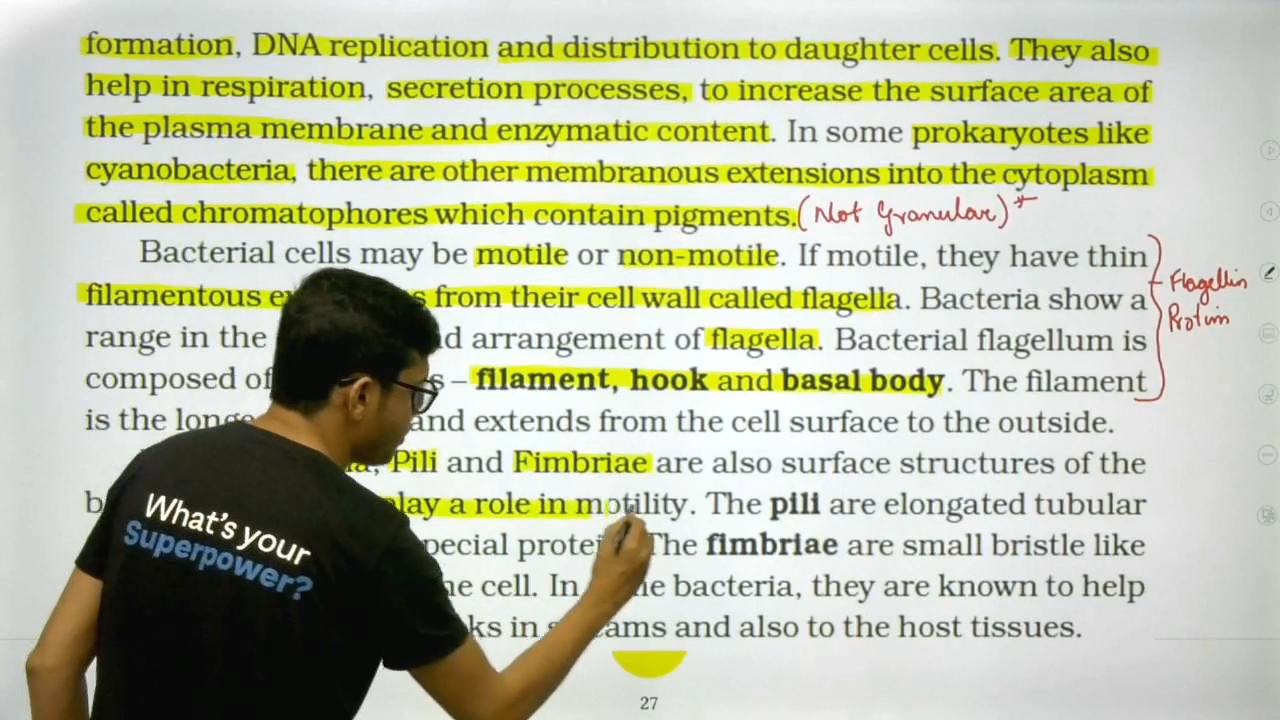 formation, DNA replication and distribution to daughter cells. They also
help in respiration, secretion processes, to increase the surface area of
the plasma membrane and enzymatic content. In some prokaryotes like
cyanobacteria, there are other membranous extensions into the cytoplasm
called chromatophores which contain pigments. (Not Granular)*
Bacterial cells may be motile or non-motile. If motile, they have thin
filamentous from their cell wall called flagella. Bacteria show a
range in the arrangement of flagella. Bacterial flagellum is
composed of – filament, hook and basal body. The filament
is the and extends from the cell surface to the outside.
Flagellin
Protein
Pili and Fimbriae are also surface structures of the
a role in motility. The pili are elongated tubular
The fimbriae are small bristle like
cell. In bacteria, they are known to help
in and also to the host tissues.
What's your
Superpower?
27